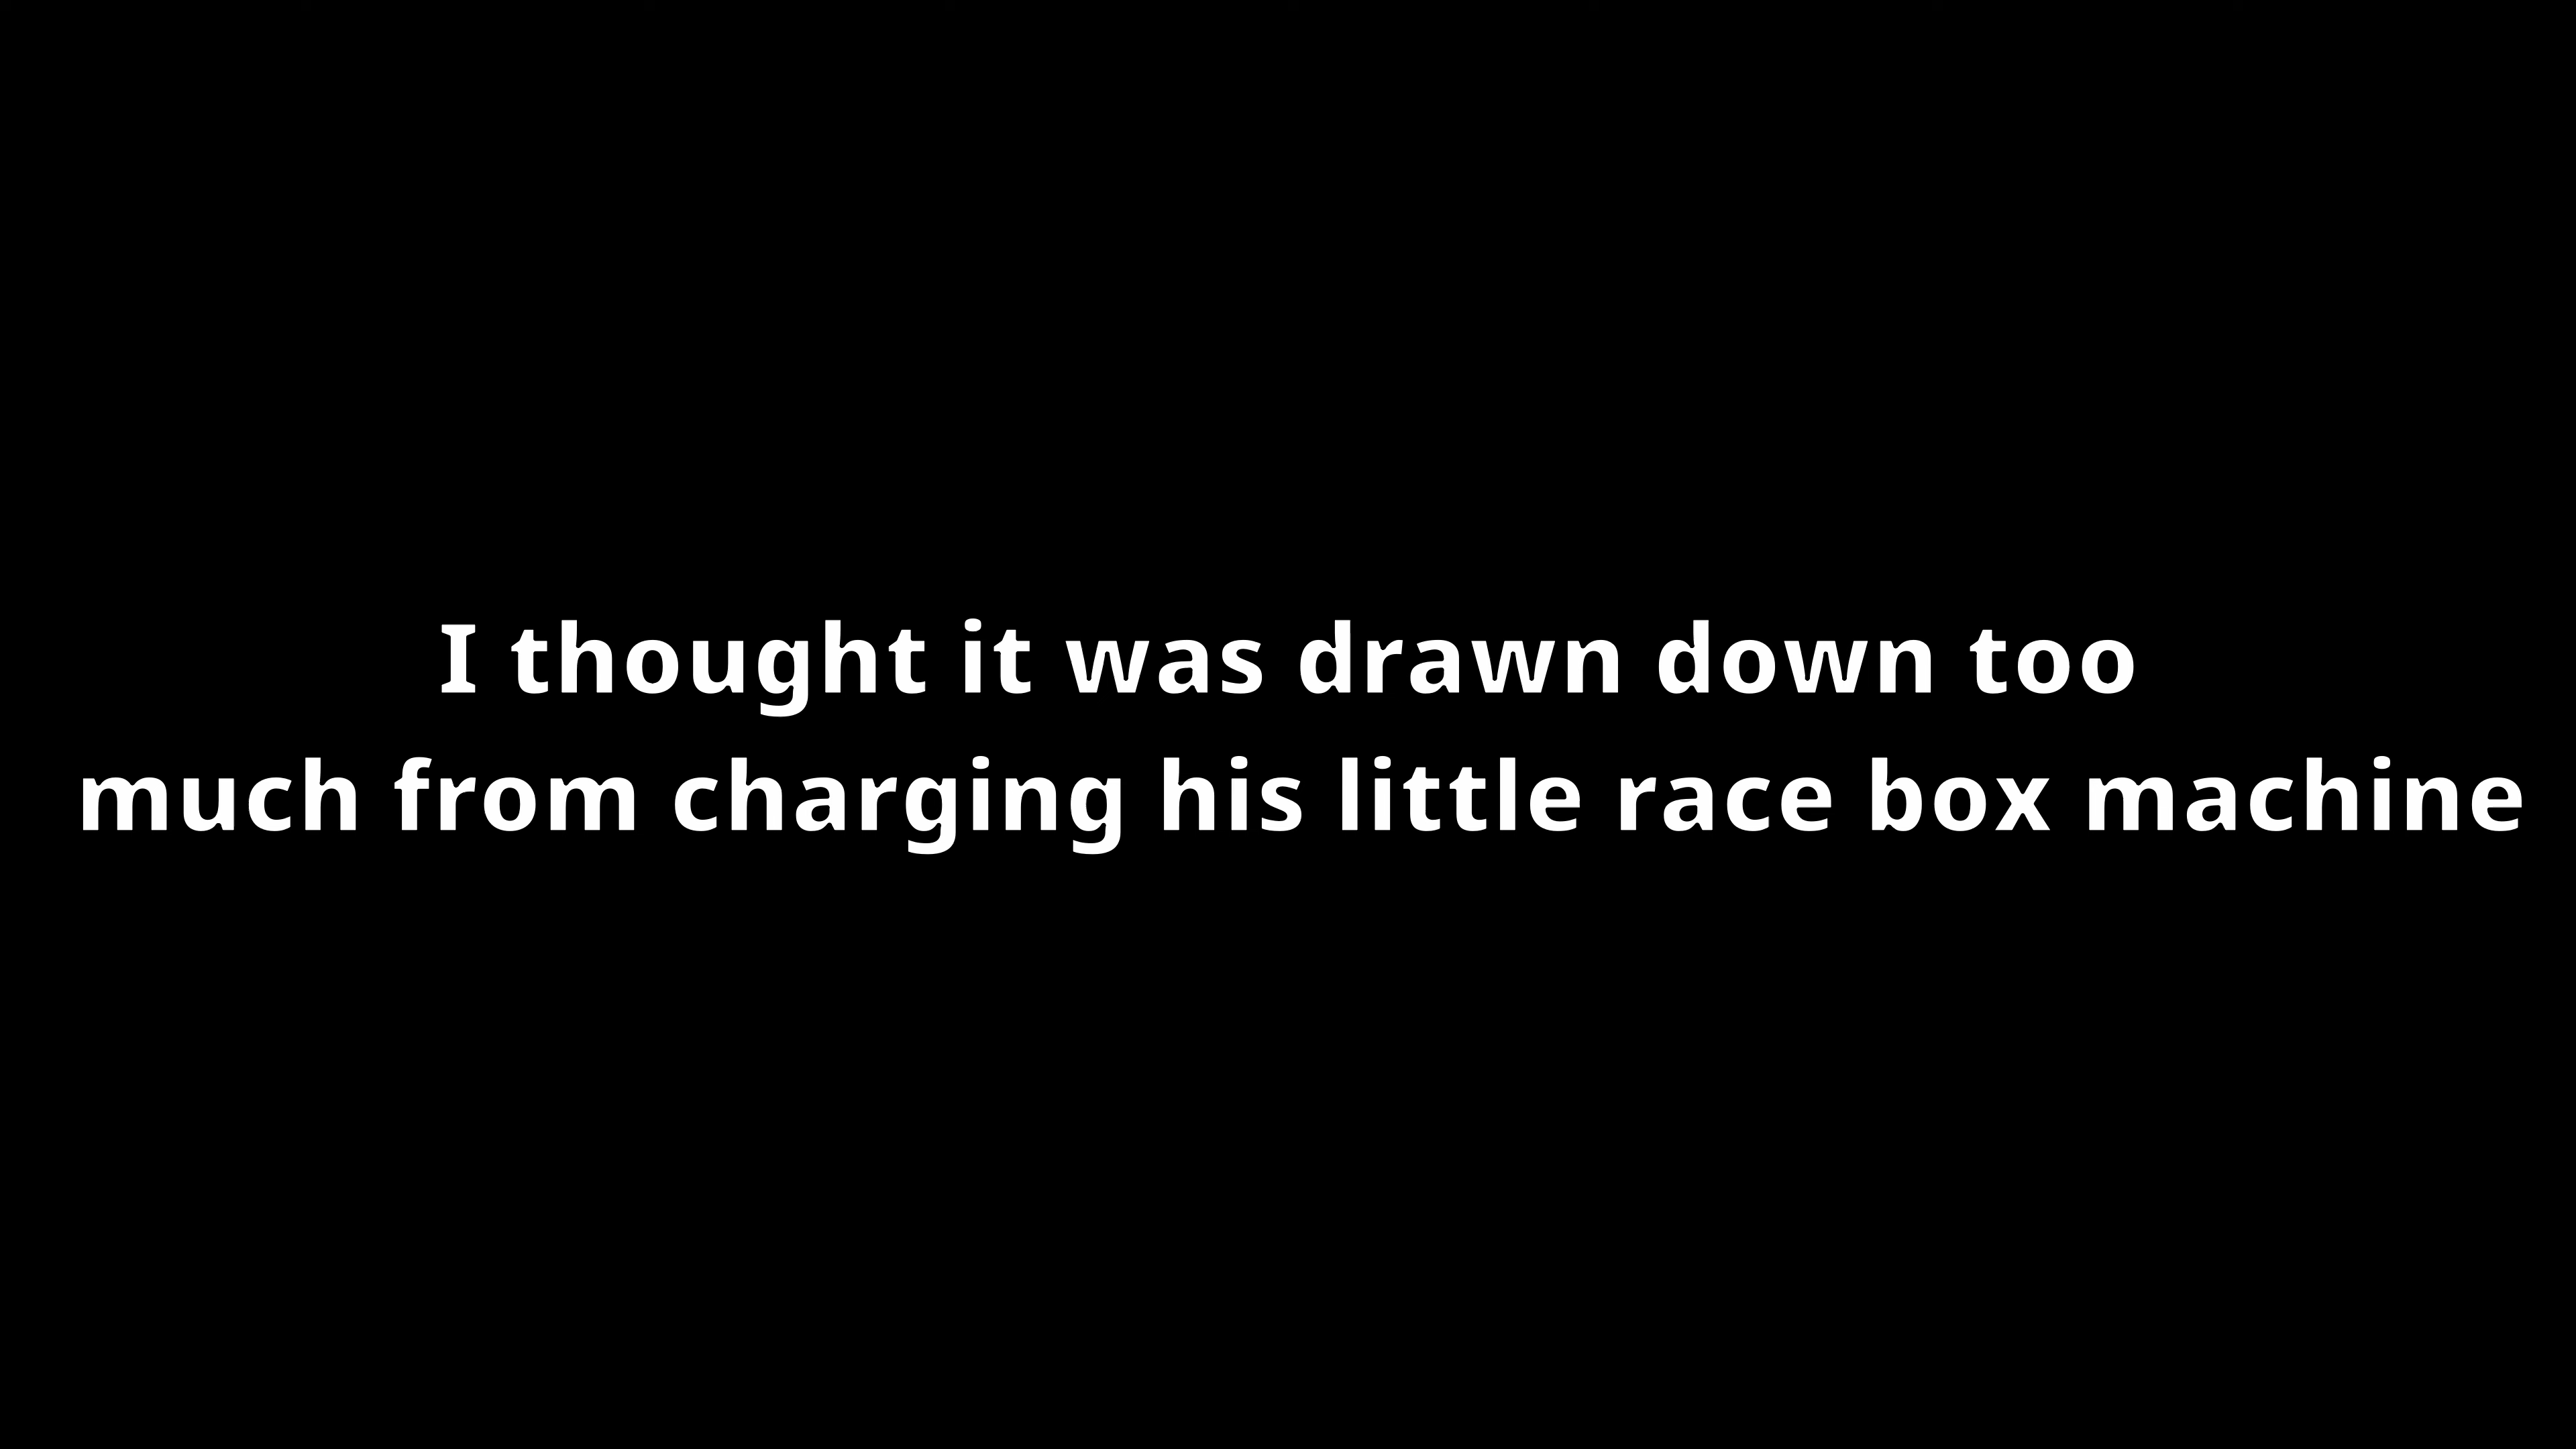 I thought it was drawn down too
much from charging his little race box machine